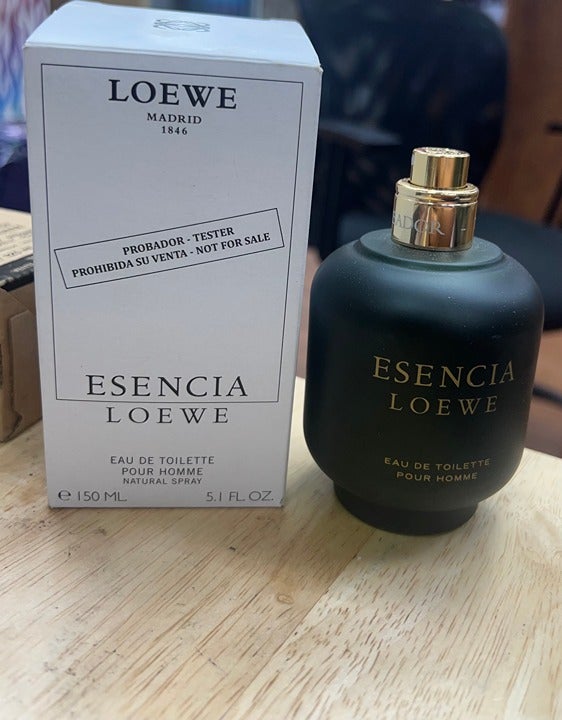 LOEWE
MADRID
1846
PROBADOR - TESTER
PROHIBIDA SU VENTA - NOT FOR SALE
ESENCIA
LOEWE
EAU DE TOILETTE
POUR HOMME
NATURAL SPRAY
e 150 ML 5.1 FL.OZ.
ESENCIA
LOEWE
EAU DE TOILETTE
POUR HOMME